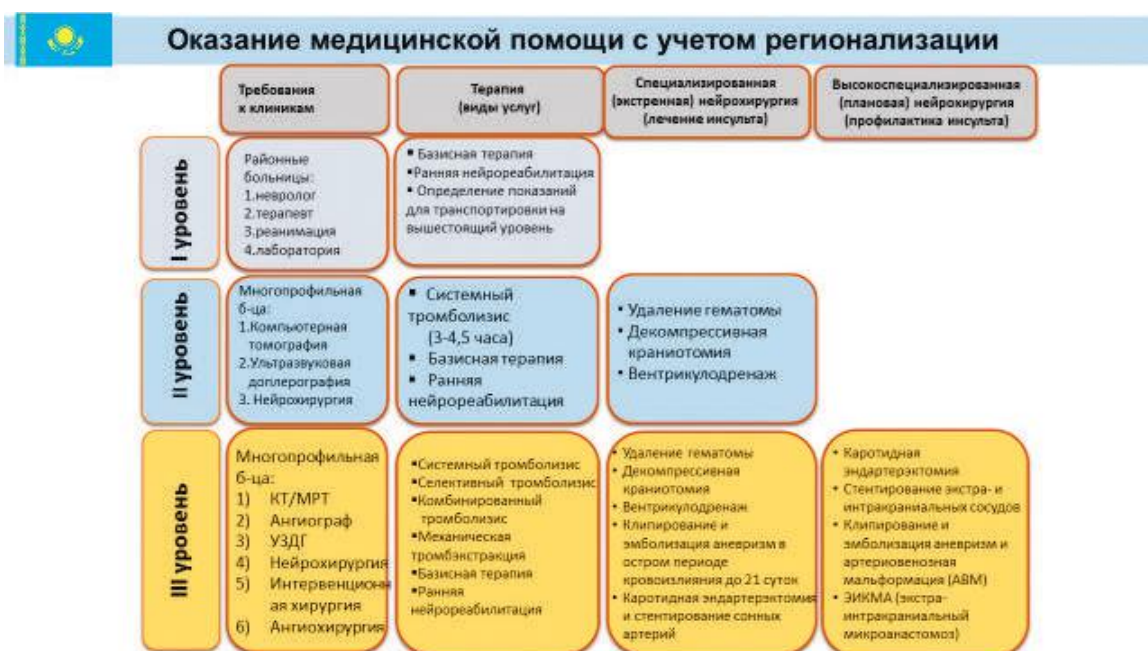 Оказание медицинской помощи с учетом регионализации
Требования
к клиникам
Терапия
(виды услуг)
Специализированная
(экстренная) нейрохирургия
(лечение инсульта)
Высокоспециализированная
(плановая) нейрохирургия
(профилактика инсульта)
I уровень
Районные
больницы:
1.невролог
2.терапевт
3.реанимация
4.лаборатория
▪ Базисная терапия
▪Ранняя нейрореабилитация
▪ Определение показаний
для транспортировки на
вышестоящий уровень
II уровень
Многопрофильная
б-ца:
1.Компьютерная
томография
2.Ультразвуковая
доплерография
3. Нейрохирургия
▪ Системный
тромболизис
(3-4,5 часа)
▪ Базисная терапия
▪ Ранняя
нейрореабилитация
• Удаление гематомы
• Декомпрессивная
краниотомия
• Вентрикулодренаж
III уровень
Многопрофильная
б-ца:
1) КТ/МРТ
2) Ангиограф
3) УЗДГ
4) Нейрохирургия
5) Интервенционн
ая хирургия
6) Ангиохирургия
▪Системный тромболизис
▪Селективный тромболизис
▪Комбинированный
тромболизис
▪Механическая
тромбэкстракция
▪Базисная терапия
▪Ранняя
нейрореабилитация
• Удаление гематомы
• Декомпрессивная
краниотомия
• Вентрикулодренаж
• Клипирование и
эмболизация аневризм в
остром периоде
кровоизлияния до 21 суток
• Каротидная эндартерэктомия
и стентирование сонных
артерий
• Каротидная
эндартерэктомия
• Стентирование экстра- и
интракраниальных сосудов
• Клипирование и
эмболизация аневризм и
артериовенозная
мальформация (АВМ)
• ЭИКМА (экстра-
интракраниальный
микроанастомоз)